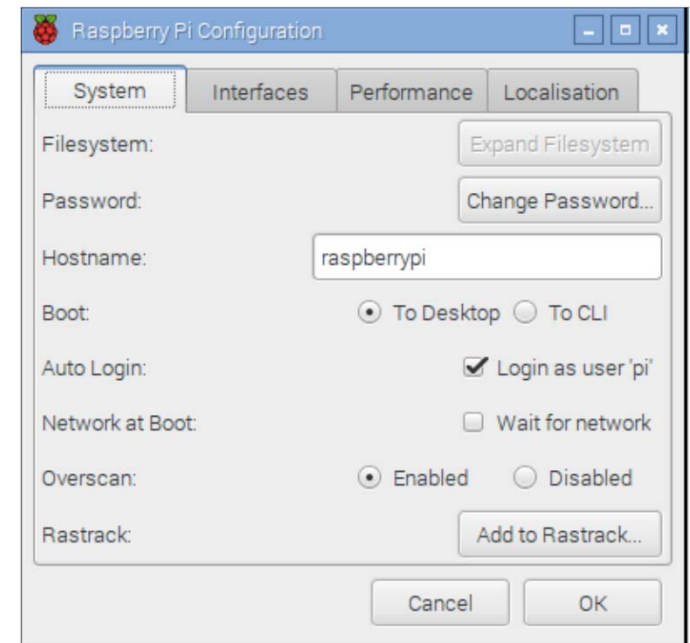 Raspberry Pi Configuration
System Interfaces Performance Localisation
Filesystem: Expand Filesystem
Password: Change Password...
Hostname: raspberrypi
Boot: To Desktop To CLI
Auto Login: Login as user 'pi'
Network at Boot: Wait for network
Overscan: Enabled Disabled
Rastrack: Add to Rastrack...
Cancel OK